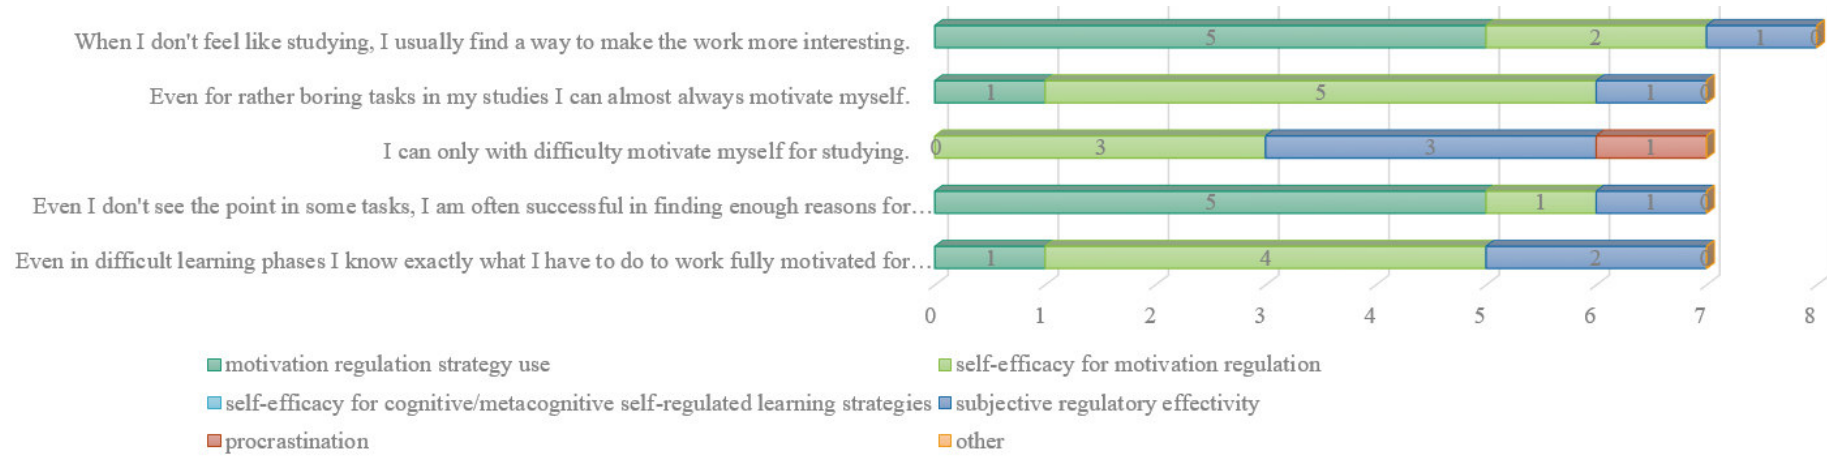 When I don't feel like studying, I usually find a way to make the work more interesting.
5 2 1 0
Even for rather boring tasks in my studies I can almost always motivate myself.
1 5 1 0
I can only with difficulty motivate myself for studying.
0 3 3 1
Even I don't see the point in some tasks, I am often successful in finding enough reasons for…
5 1 1 0
Even in difficult learning phases I know exactly what I have to do to work fully motivated for…
1 4 2 0
0 1 2 3 4 5 6 7 8
motivation regulation strategy use
self-efficacy for motivation regulation
self-efficacy for cognitive/metacognitive self-regulated learning strategies
subjective regulatory effectivity
procrastination
other